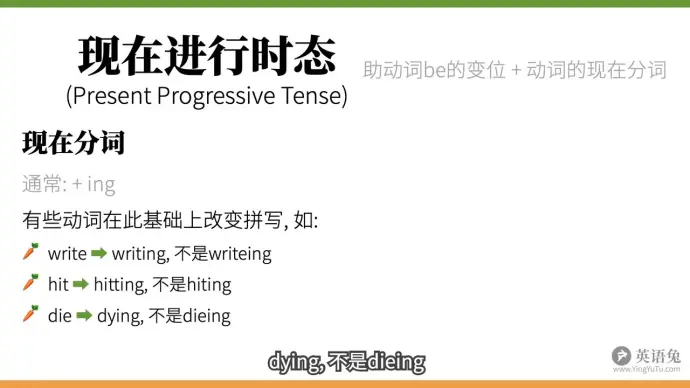 现在进行时态
(Present Progressive Tense)
助动词be的变位 + 动词的现在分词
现在分词
通常: + ing
有些动词在此基础上改变拼写, 如:
write ➡ writing, 不是writeing
hit ➡ hitting, 不是hiting
die ➡ dying, 不是dieing
dying, 不是dieing
英语兔
www.YingYuTu.com